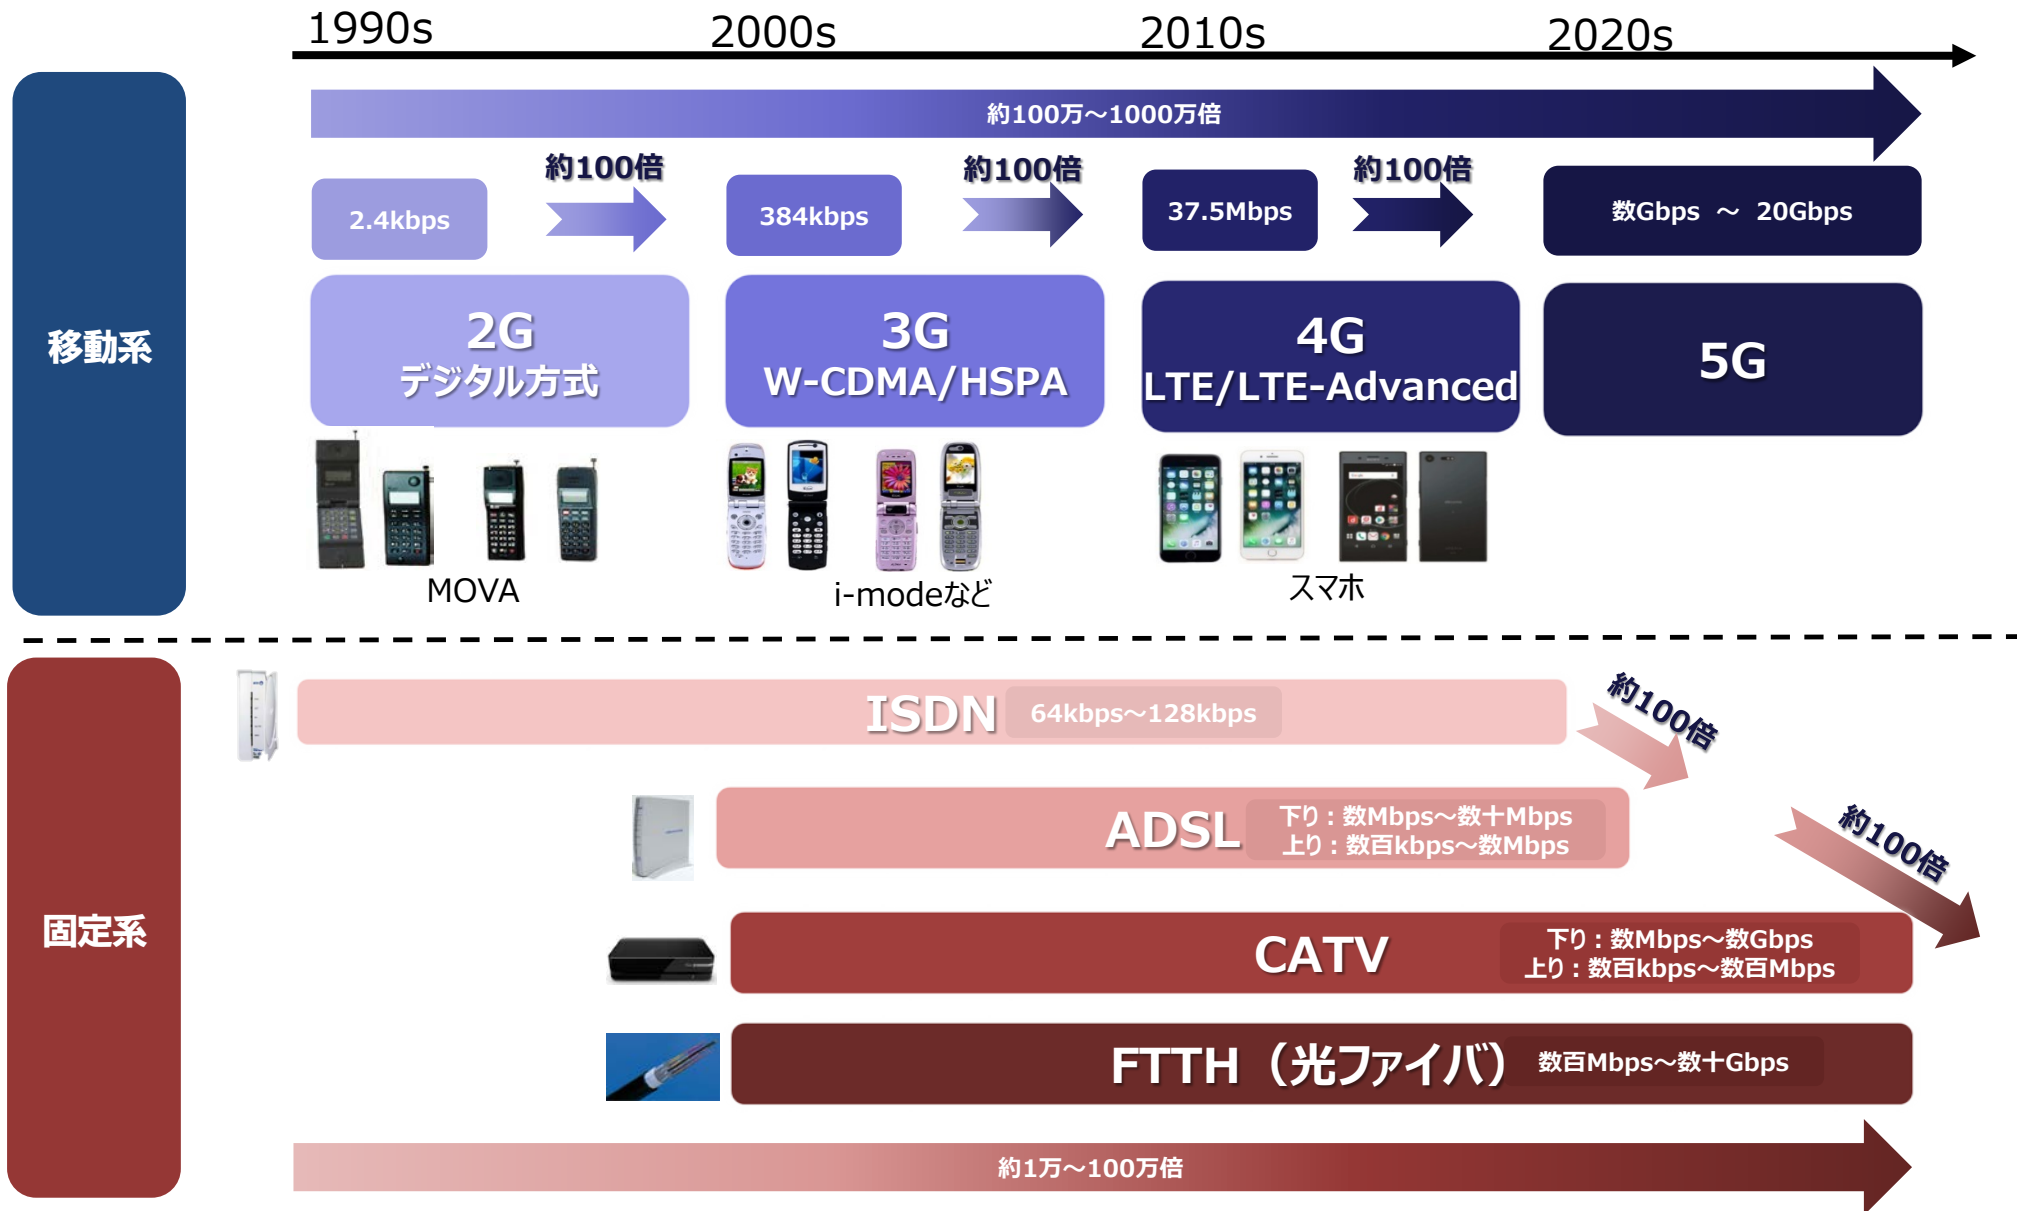 1990s
2000s
2010s
2020s
移動系
約100万～1000万倍
約100倍
約100倍
約100倍
2.4kbps
384kbps
37.5Mbps
数Gbps ～ 20Gbps
2G
デジタル方式
3G
W-CDMA/HSPA
4G
LTE/LTE-Advanced
5G
MOVA
i-modeなど
スマホ
固定系
ISDN
64kbps～128kbps
約100倍
ADSL
下り：数Mbps～数十Mbps
上り：数百kbps～数Mbps
約100倍
CATV
下り：数Mbps～数Gbps
上り：数百kbps～数百Mbps
FTTH（光ファイバ）
数百Mbps～数十Gbps
約1万～100万倍